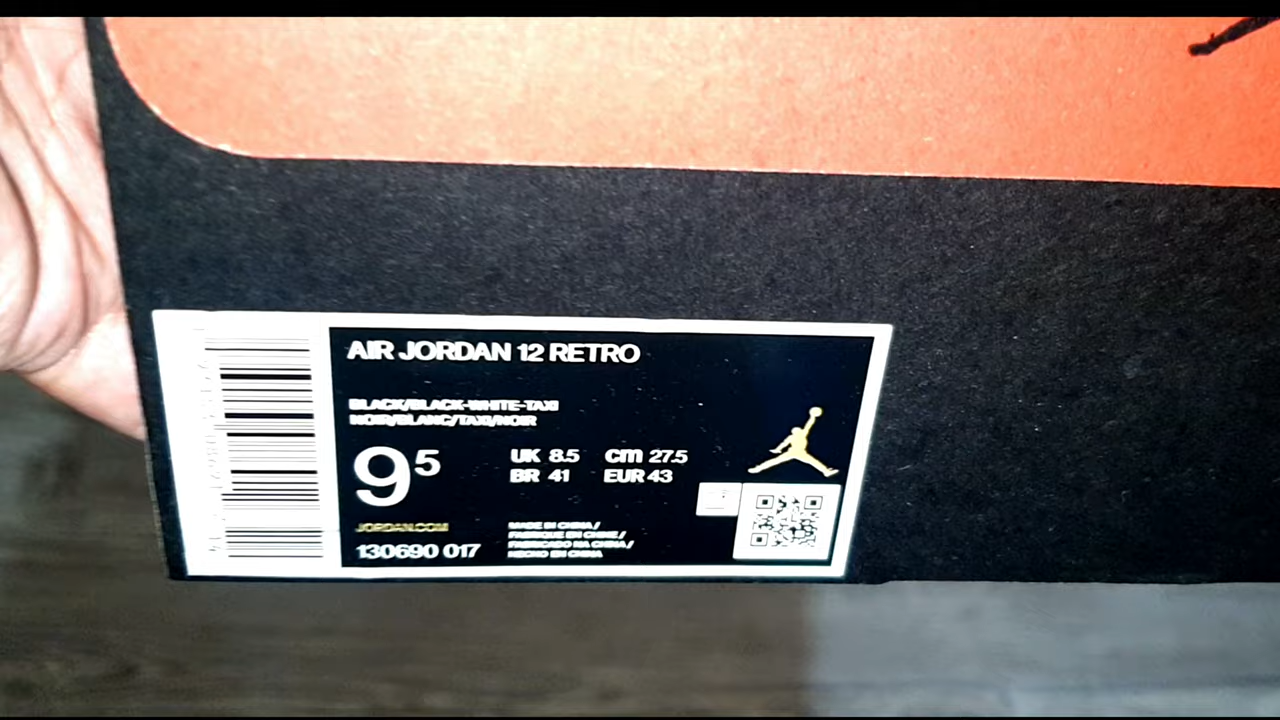 AIR JORDAN 12 RETRO
BLACK/BLACK-WHITE-TAXI
NOIR/BLANC/TAXI/NOIR
95
UK 8.5 cm 27.5
BR 41 EUR 43
JORDAN.COM
130690 017
MADE IN CHINA /
FABRIQUE EN CHINE /
FABRICADO NA CHINA /
HECHO EN CHINA